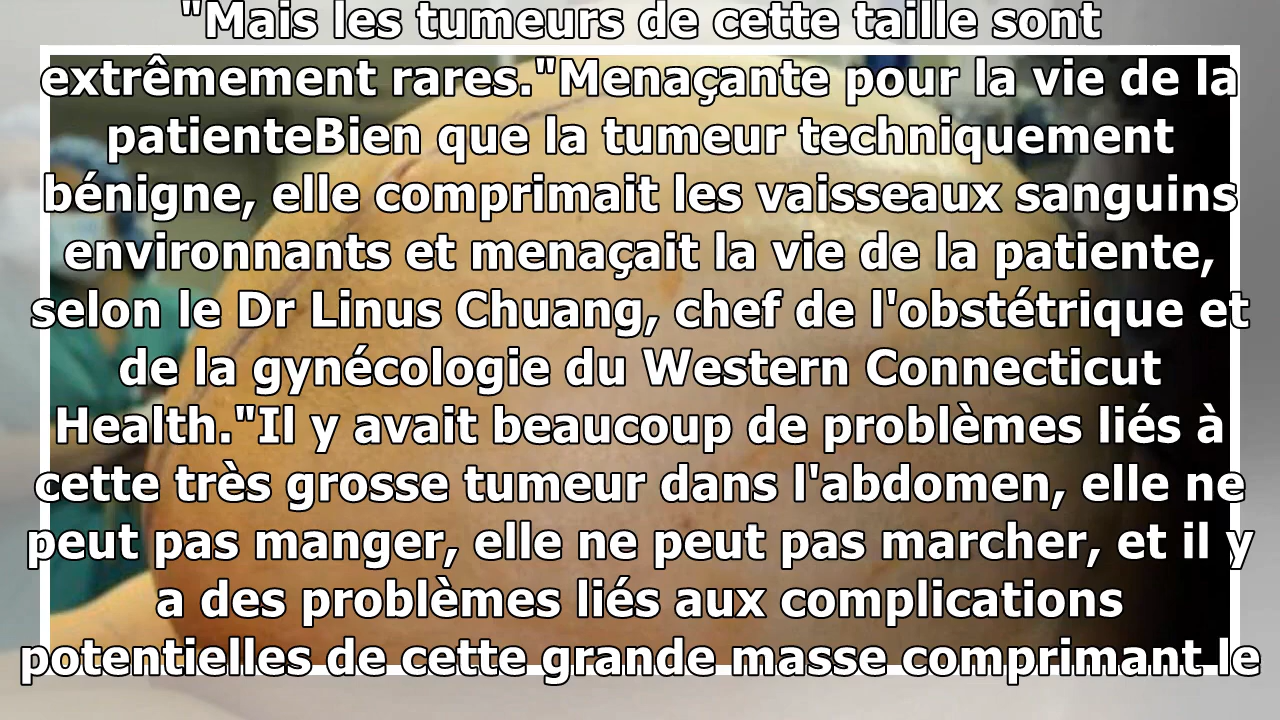 "Mais les tumeurs de cette taille sont
extrêmement rares."Menaçante pour la vie de la
patienteBien que la tumeur techniquement
bénigne, elle comprimait les vaisseaux sanguins
environnants et menaçait la vie de la patiente,
selon le Dr Linus Chuang, chef de l'obstétrique et
de la gynécologie du Western Connecticut
Health."Il y avait beaucoup de problèmes liés à
cette très grosse tumeur dans l'abdomen, elle ne
peut pas manger, elle ne peut pas marcher, et il y
a des problèmes liés aux complications
potentielles de cette grande masse comprimant le